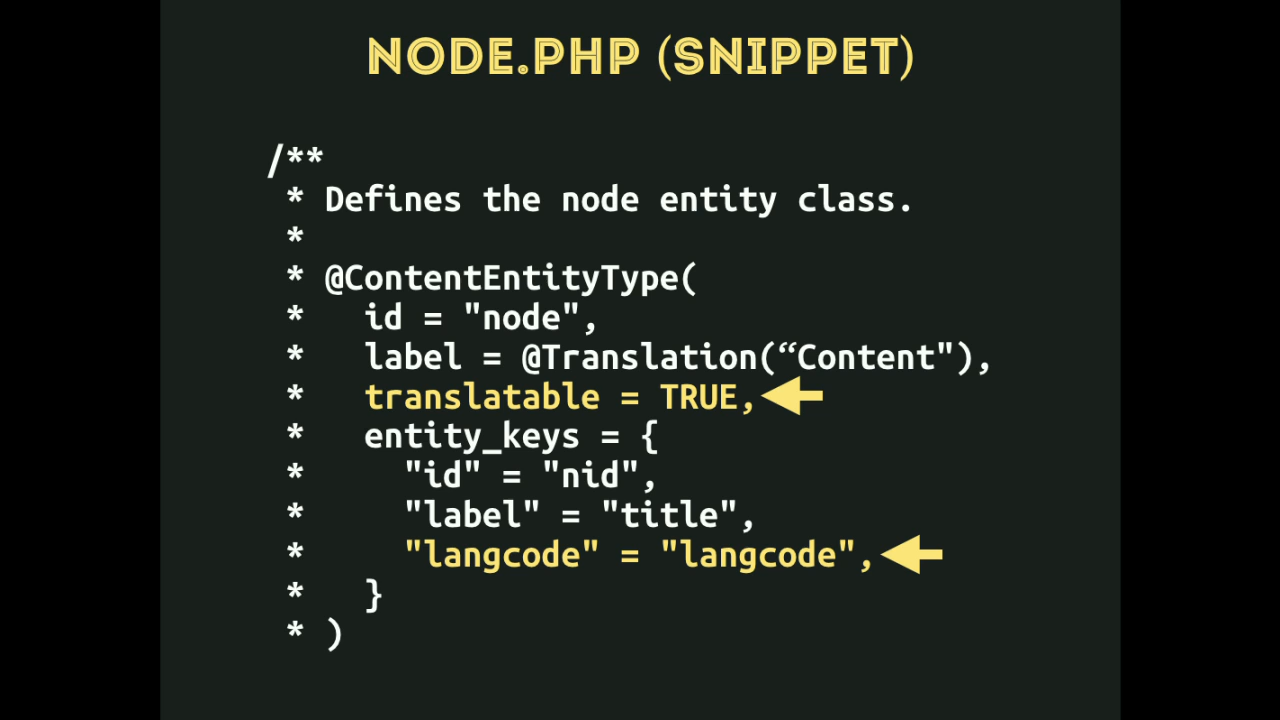 NODE.PHP (SNIPPET)
/**
 * Defines the node entity class.
 *
 * @ContentEntityType(
 *   id = "node",
 *   label = @Translation(“Content"),
 *   translatable = TRUE,
 *   entity_keys = {
 *     "id" = "nid",
 *     "label" = "title",
 *     "langcode" = "langcode",
 *   }
 * )